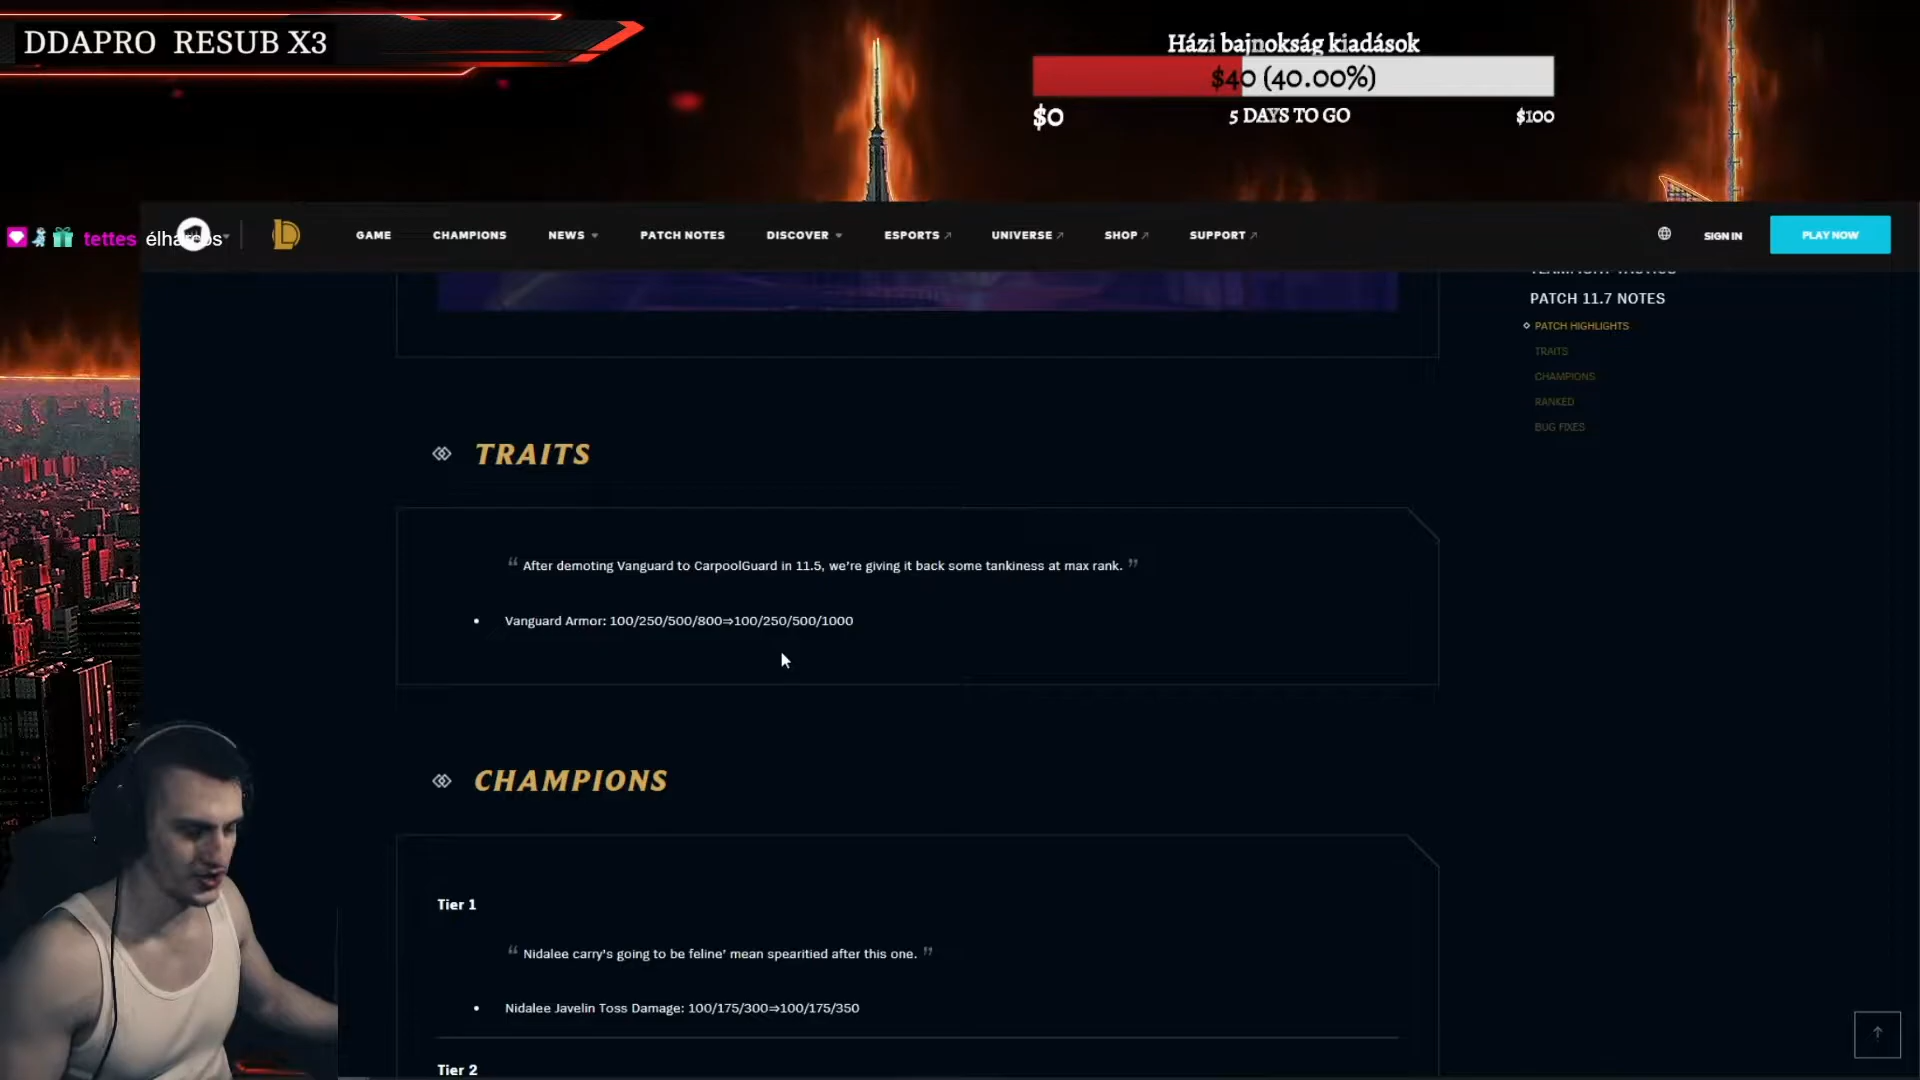 DDAPRO RESUB X3
Házi bajnokság kiadások
$40 (40.00%)
$0
5 DAYS TO GO
$100
tettes élharcos
GAME
CHAMPIONS
NEWS
PATCH NOTES
DISCOVER
ESPORTS
UNIVERSE
SHOP
SUPPORT
SIGN IN
PLAY NOW
TEAMFIGHT TACTICS
PATCH 11.7 NOTES
PATCH HIGHLIGHTS
TRAITS
CHAMPIONS
RANKED
BUG FIXES
TRAITS
“ After demoting Vanguard to CarpoolGuard in 11.5, we're giving it back some tankiness at max rank. ”
• Vanguard Armor: 100/250/500/800⇒100/250/500/1000
CHAMPIONS
Tier 1
“ Nidalee carry's going to be feline' mean spearitied after this one. ”
• Nidalee Javelin Toss Damage: 100/175/300⇒100/175/350
Tier 2